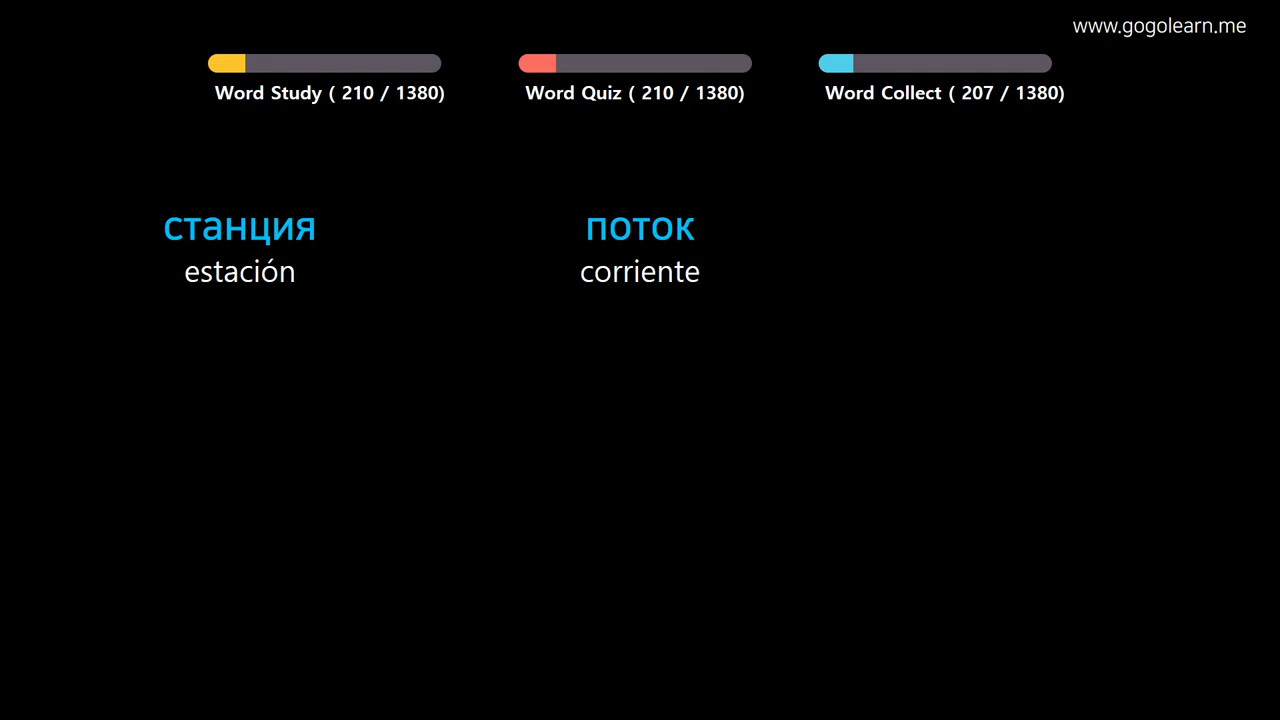 www.gogolearn.me
Word Study ( 210 / 1380)
Word Quiz ( 210 / 1380)
Word Collect ( 207 / 1380)
станция
estación
поток
corriente